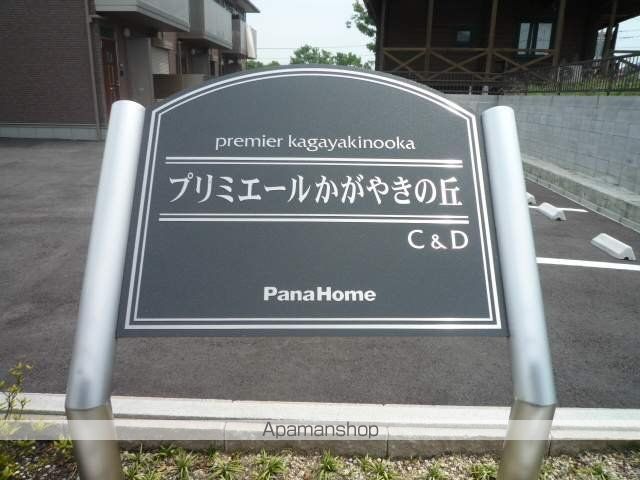 premier kagayakinooka
プリミエールかがやきの丘
C & D
PanaHome
Apamanshop